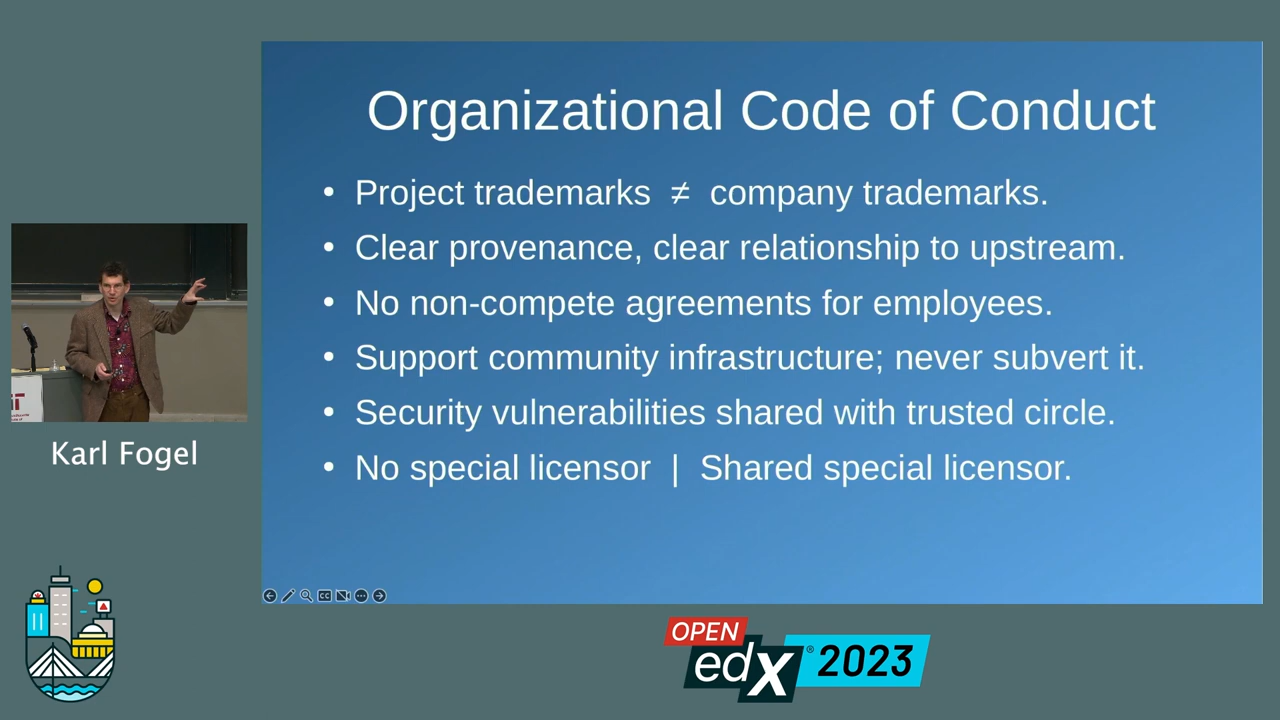 Organizational Code of Conduct
• Project trademarks ≠ company trademarks.
• Clear provenance, clear relationship to upstream.
• No non-compete agreements for employees.
• Support community infrastructure; never subvert it.
• Security vulnerabilities shared with trusted circle.
• No special licensor | Shared special licensor.
Karl Fogel
OPEN
edX® 2023